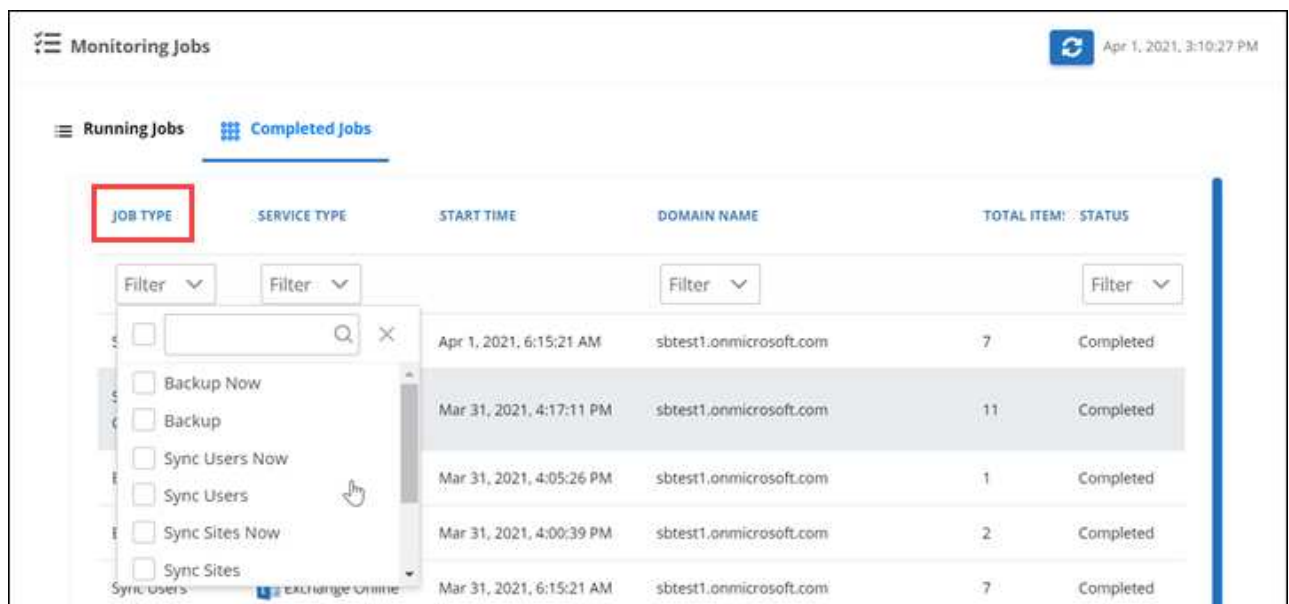 Monitoring Jobs
Apr 1, 2021, 3:10:27 PM
Running Jobs Completed Jobs
JOB TYPE SERVICE TYPE START TIME DOMAIN NAME TOTAL ITEM: STATUS
Filter Filter Filter Filter
Apr 1, 2021, 6:15:21 AM sbtest1.onmicrosoft.com 7 Completed
Backup Now
Mar 31, 2021, 4:17:11 PM sbtest1.onmicrosoft.com 11 Completed
Backup
Sync Users Now
Mar 31, 2021, 4:05:26 PM sbtest1.onmicrosoft.com 1 Completed
Sync Users
Sync Sites Now Mar 31, 2021, 4:00:39 PM sbtest1.onmicrosoft.com 2 Completed
Sync Sites
Sync Users Exchange Online Mar 31, 2021, 6:15:21 AM sbtest1.onmicrosoft.com 7 Completed